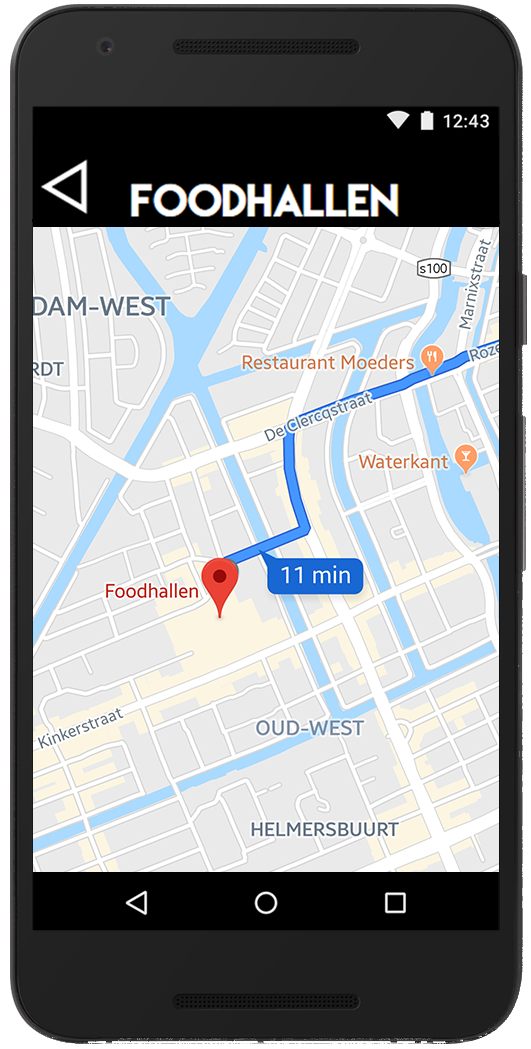 12:43
FOODHALLEN
s100
Marnixstraat
DAM-WEST
RDT
Restaurant Moeders
Roze
De Clercqstraat
Waterkant
11 min
Foodhallen
Kinkerstraat
OUD-WEST
HELMERSBUURT